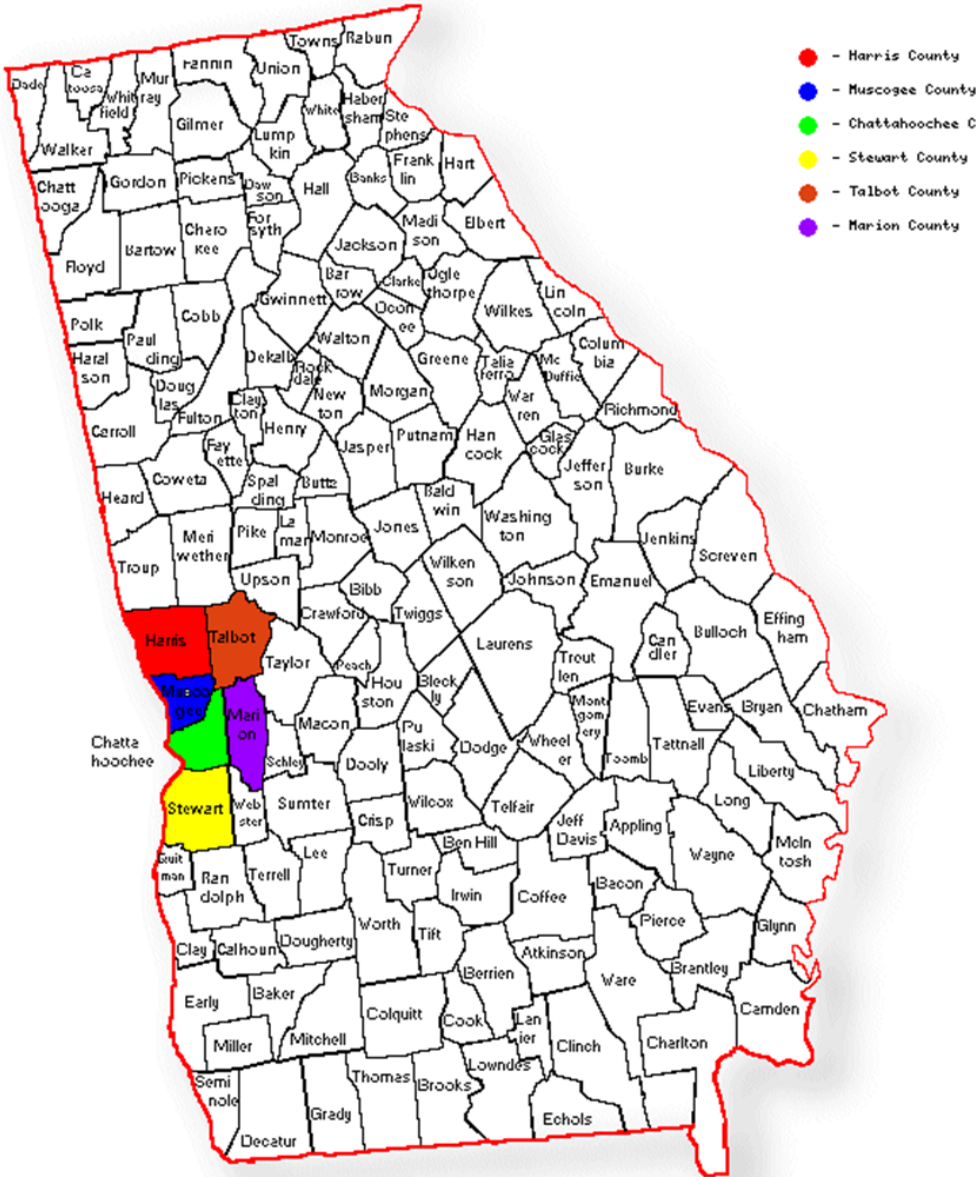 Towns
Rabun
Fannin
Union
Dade
Ca
toosa
Whit
field
Mur
ray
Gilmer
White
Haber
sham
Ste
phens
Walker
Lump
kin
Chatt
ooga
Gordon
Pickens
Daw
son
Hall
Banks
Frank
lin
Hart
Floyd
Bartow
Chero
kee
For
syth
Jackson
Madi
son
Elbert
Polk
Paul
ding
Cobb
Gwinnett
Bar
row
Clarke
Ocon
ee
Ogle
thorpe
Wilkes
Lin
coln
Haral
son
Doug
las
Fulton
Dekalb
Rock
dale
Walton
Morgan
Greene
Talia
ferro
Mc
Duffie
Colum
bia
Carroll
Clay
ton
New
ton
War
ren
Richmond
Coweta
Fay
ette
Henry
Jasper
Putnam
Han
cock
Glas
cock
Jeffer
son
Burke
Heard
Spal
ding
Butts
Bald
win
Washing
ton
Troup
Meri
wether
Pike
La
mar
Monroe
Jones
Wilken
son
Johnson
Emanuel
Jenkins
Screven
Upson
Bibb
Crawford
Twiggs
Laurens
Bulloch
Effing
ham
Harris
Talbot
Taylor
Peach
Can
dler
Musco
gee
Mari
on
Macon
Hou
ston
Bleck
ly
Trout
len
Mont
gom
ery
Evans
Bryan
Chatham
Chatta
hoochee
Schley
Dooly
Pu
laski
Dodge
Wheel
er
Toomb
Tattnall
Liberty
Stewart
Web
ster
Sumter
Crisp
Wilcox
Telfair
Jeff
Davis
Appling
Long
Wayne
McIn
tosh
Quit
man
Ran
dolph
Terrell
Lee
Turner
Ben Hill
Irwin
Coffee
Bacon
Pierce
Glynn
Clay
Calhoun
Dougherty
Worth
Tift
Atkinson
Ware
Brantley
Early
Baker
Mitchell
Colquitt
Berrien
Cook
Lan
ier
Clinch
Charlton
Camden
Miller
Semi
nole
Decatur
Grady
Thomas
Brooks
Lowndes
Echols
- Harris County
- Muscogee County
- Chattahoochee C
- Stewart County
- Talbot County
- Marion County